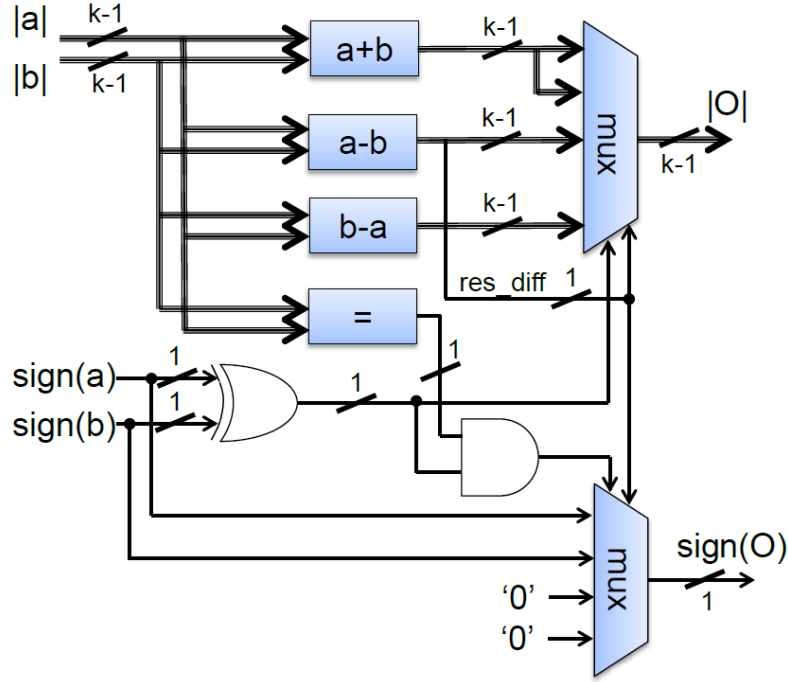 |a|
k-1
|b|
k-1
a+b
k-1
a-b
k-1
b-a
k-1
mux
|O|
k-1
res_diff
1
=
1
sign(a)
1
1
sign(b)
1
mux
sign(O)
1
‘0’
‘0’